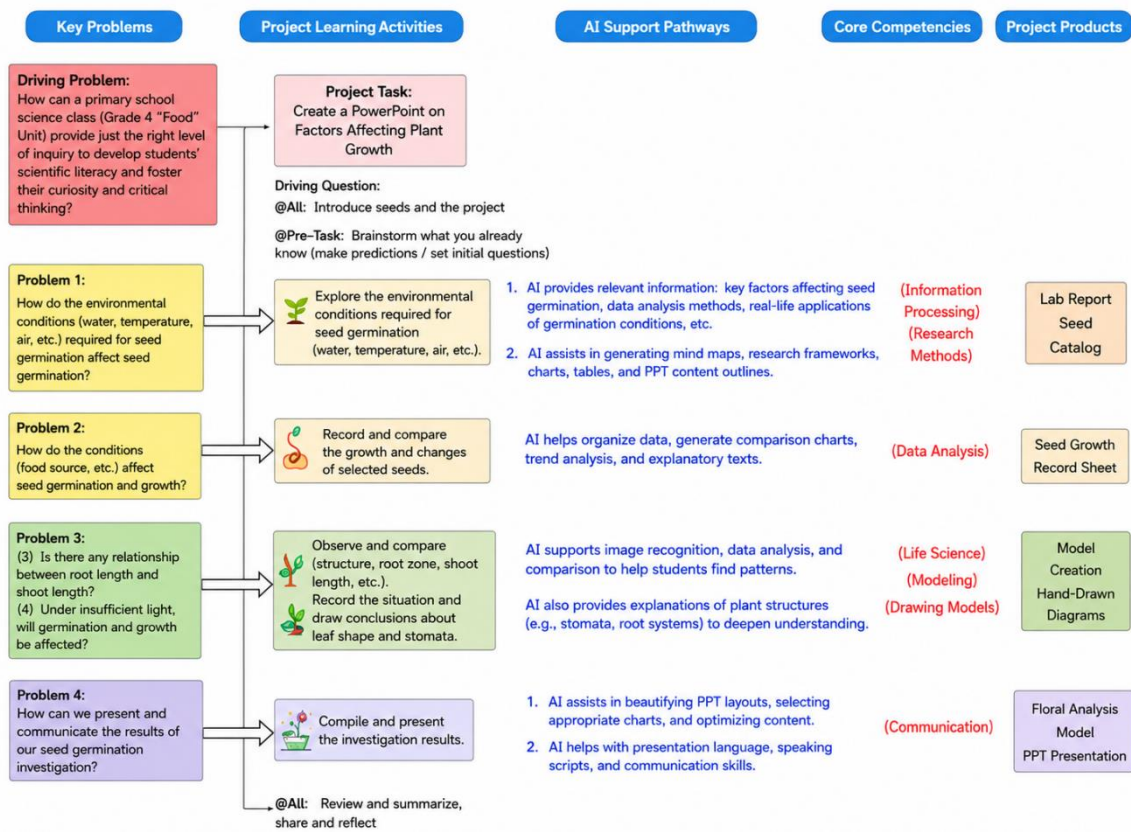 Key Problems
Project Learning Activities
AI Support Pathways
Core Competencies
Project Products
Driving Problem:
How can a primary school
science class (Grade 4 “Food”
Unit) provide just the right level
of inquiry to develop students’
scientific literacy and foster
their curiosity and critical
thinking?
Project Task:
Create a PowerPoint on
Factors Affecting Plant
Growth
Driving Question:
@All: Introduce seeds and the project
@Pre–Task: Brainstorm what you already
know (make predictions / set initial questions)
Problem 1:
How do the environmental
conditions (water, temperature,
air, etc.) required for seed
germination affect seed
germination?
Explore the environmental
conditions required for
seed germination
(water, temperature, air, etc.).
1. AI provides relevant information: key factors affecting seed
germination, data analysis methods, real-life applications
of germination conditions, etc.
2. AI assists in generating mind maps, research frameworks,
charts, tables, and PPT content outlines.
(Information
Processing)
(Research
Methods)
Lab Report
Seed
Catalog
Problem 2:
How do the conditions
(food source, etc.) affect
seed germination and growth?
Record and compare
the growth and changes
of selected seeds.
AI helps organize data, generate comparison charts,
trend analysis, and explanatory texts.
(Data Analysis)
Seed Growth
Record Sheet
Problem 3:
(3) Is there any relationship
between root length and
shoot length?
(4) Under insufficient light,
will germination and growth
be affected?
Observe and compare
(structure, root zone, shoot
length, etc.).
Record the situation and
draw conclusions about
leaf shape and stomata.
AI supports image recognition, data analysis, and
comparison to help students find patterns.
AI also provides explanations of plant structures
(e.g., stomata, root systems) to deepen understanding.
(Life Science)
(Modeling)
(Drawing Models)
Model
Creation
Hand-Drawn
Diagrams
Problem 4:
How can we present and
communicate the results of
our seed germination
investigation?
Compile and present
the investigation results.
1. AI assists in beautifying PPT layouts, selecting
appropriate charts, and optimizing content.
2. AI helps with presentation language, speaking
scripts, and communication skills.
(Communication)
Floral Analysis
Model
PPT Presentation
@All: Review and summarize,
share and reflect